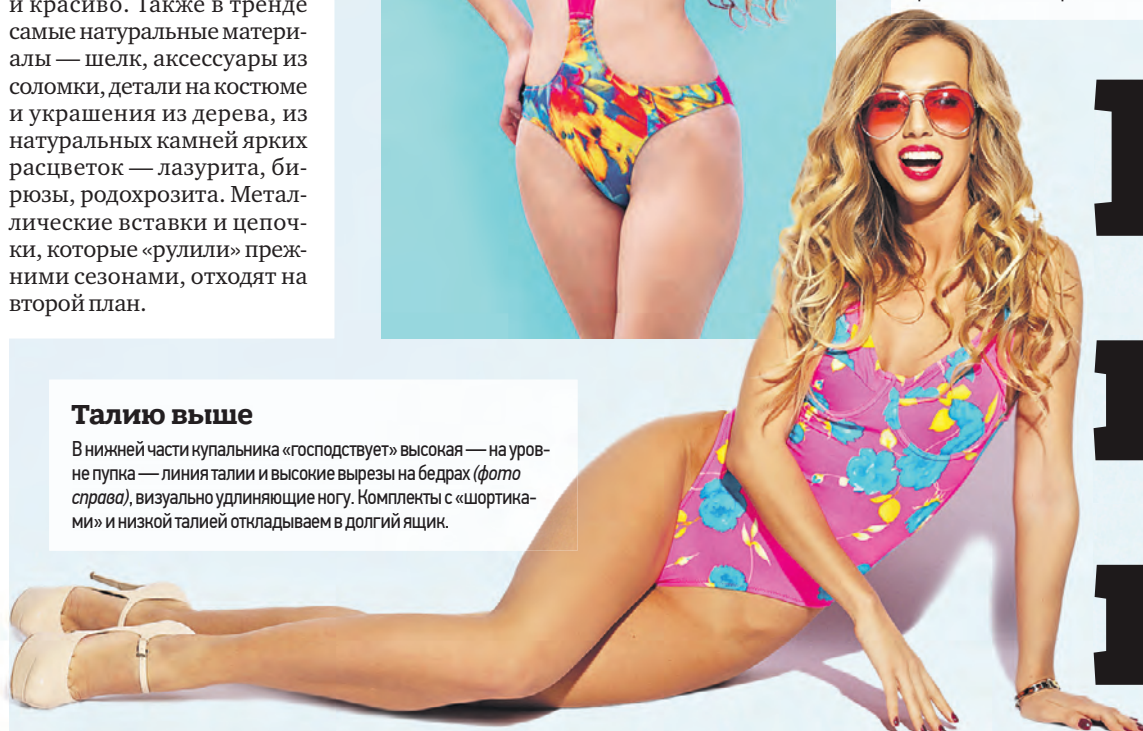 и красиво. Также в тренде
самые натуральные матери-
алы — шелк, аксессуары из
соломки, детали на костюме
и украшения из дерева, из
натуральных камней ярких
расцветок — лазурита, би-
рюзы, родохрозита. Метал-
лические вставки и цепоч-
ки, которые «рулили» преж-
ними сезонами, отходят на
второй план.
Талию выше
В нижней части купальника «господствует» высокая — на уров-
не пупка — линия талии и высокие вырезы на бедрах (фото
справа), визуально удлиняющие ногу. Комплекты с «шортика-
ми» и низкой талией откладываем в долгий ящик.